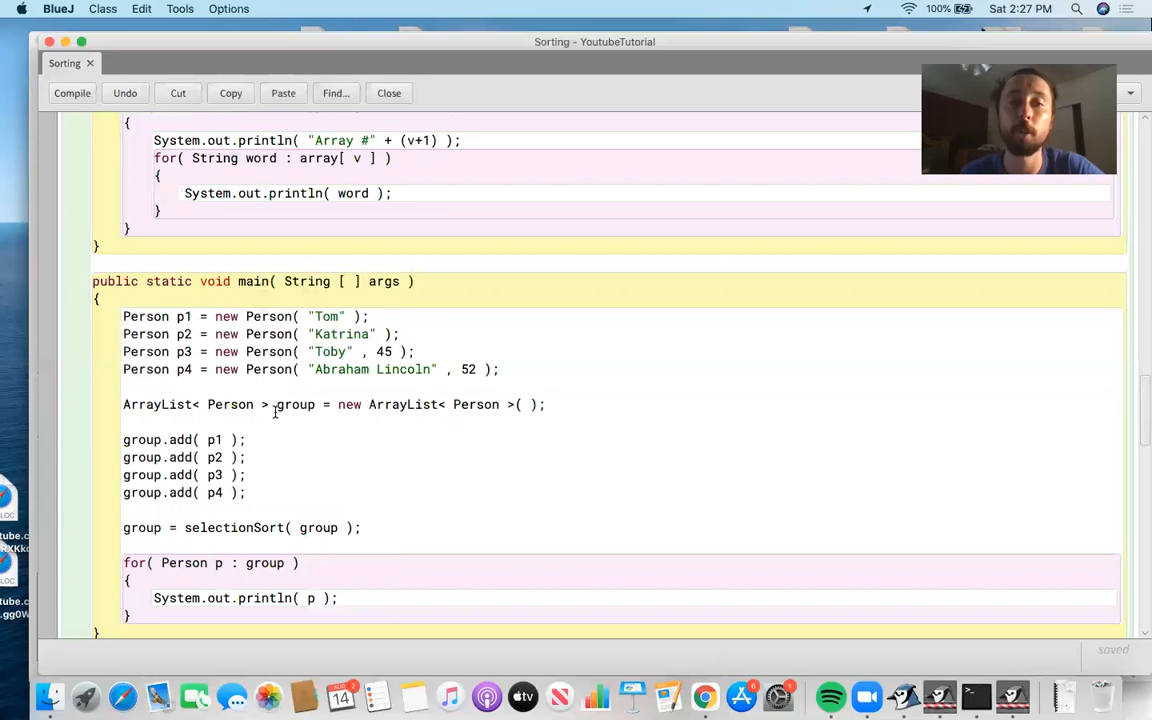 BlueJ Class Edit Tools Options 100% Sat 2:27 PM
Sorting - YoutubeTutorial
Sorting ×
Compile Undo Cut Copy Paste Find... Close
{
System.out.println( "Array #" + (v+1) );
for( String word : array[ v ] )
{
System.out.println( word );
}
}
}
public static void main( String [ ] args )
{
Person p1 = new Person( "Tom" );
Person p2 = new Person( "Katrina" );
Person p3 = new Person( "Toby" , 45 );
Person p4 = new Person( "Abraham Lincoln" , 52 );
ArrayList< Person > group = new ArrayList< Person >( );
group.add( p1 );
group.add( p2 );
group.add( p3 );
group.add( p4 );
group = selectionSort( group );
for( Person p : group )
{
System.out.println( p );
}
}
saved